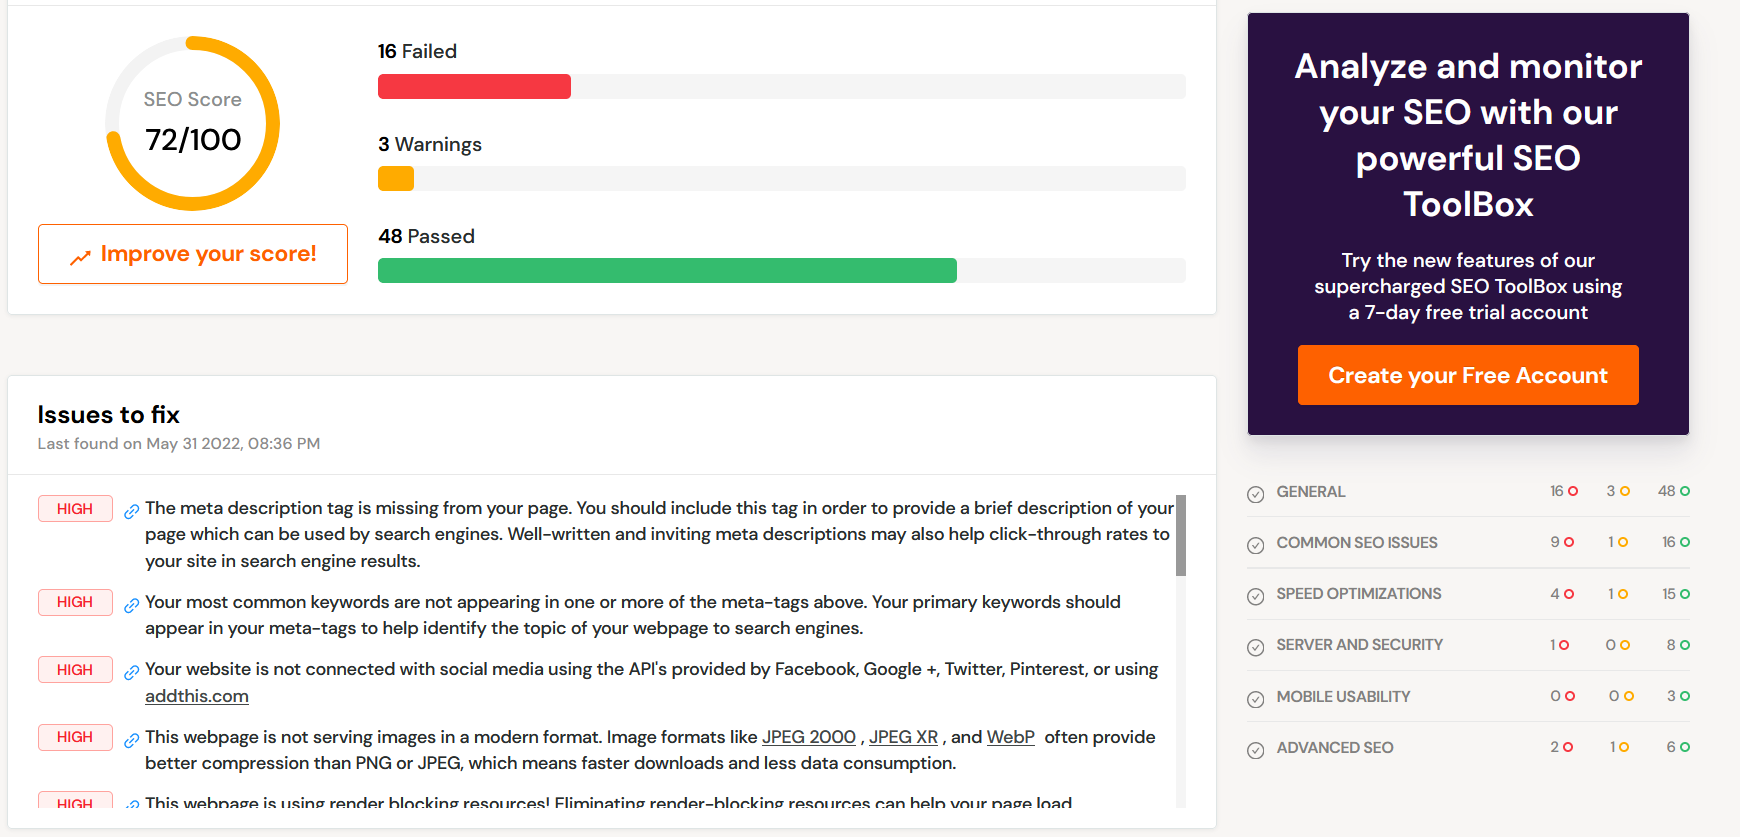 SEO Score
72/100
Improve your score!
16 Failed
3 Warnings
48 Passed
Issues to fix
Last found on May 31 2022, 08:36 PM
HIGH
The meta description tag is missing from your page. You should include this tag in order to provide a brief description of your
page which can be used by search engines. Well-written and inviting meta descriptions may also help click-through rates to
your site in search engine results.
HIGH
Your most common keywords are not appearing in one or more of the meta-tags above. Your primary keywords should
appear in your meta-tags to help identify the topic of your webpage to search engines.
HIGH
Your website is not connected with social media using the API's provided by Facebook, Google +, Twitter, Pinterest, or using
addthis.com
HIGH
This webpage is not serving images in a modern format. Image formats like JPEG 2000 , JPEG XR , and WebP often provide
better compression than PNG or JPEG, which means faster downloads and less data consumption.
HIGH
This webpage is using render blocking resources! Eliminating render-blocking resources can help your page load
Analyze and monitor
your SEO with our
powerful SEO
ToolBox
Try the new features of our
supercharged SEO ToolBox using
a 7-day free trial account
Create your Free Account
GENERAL 16 3 48
COMMON SEO ISSUES 9 1 16
SPEED OPTIMIZATIONS 4 1 15
SERVER AND SECURITY 1 0 8
MOBILE USABILITY 0 0 3
ADVANCED SEO 2 1 6